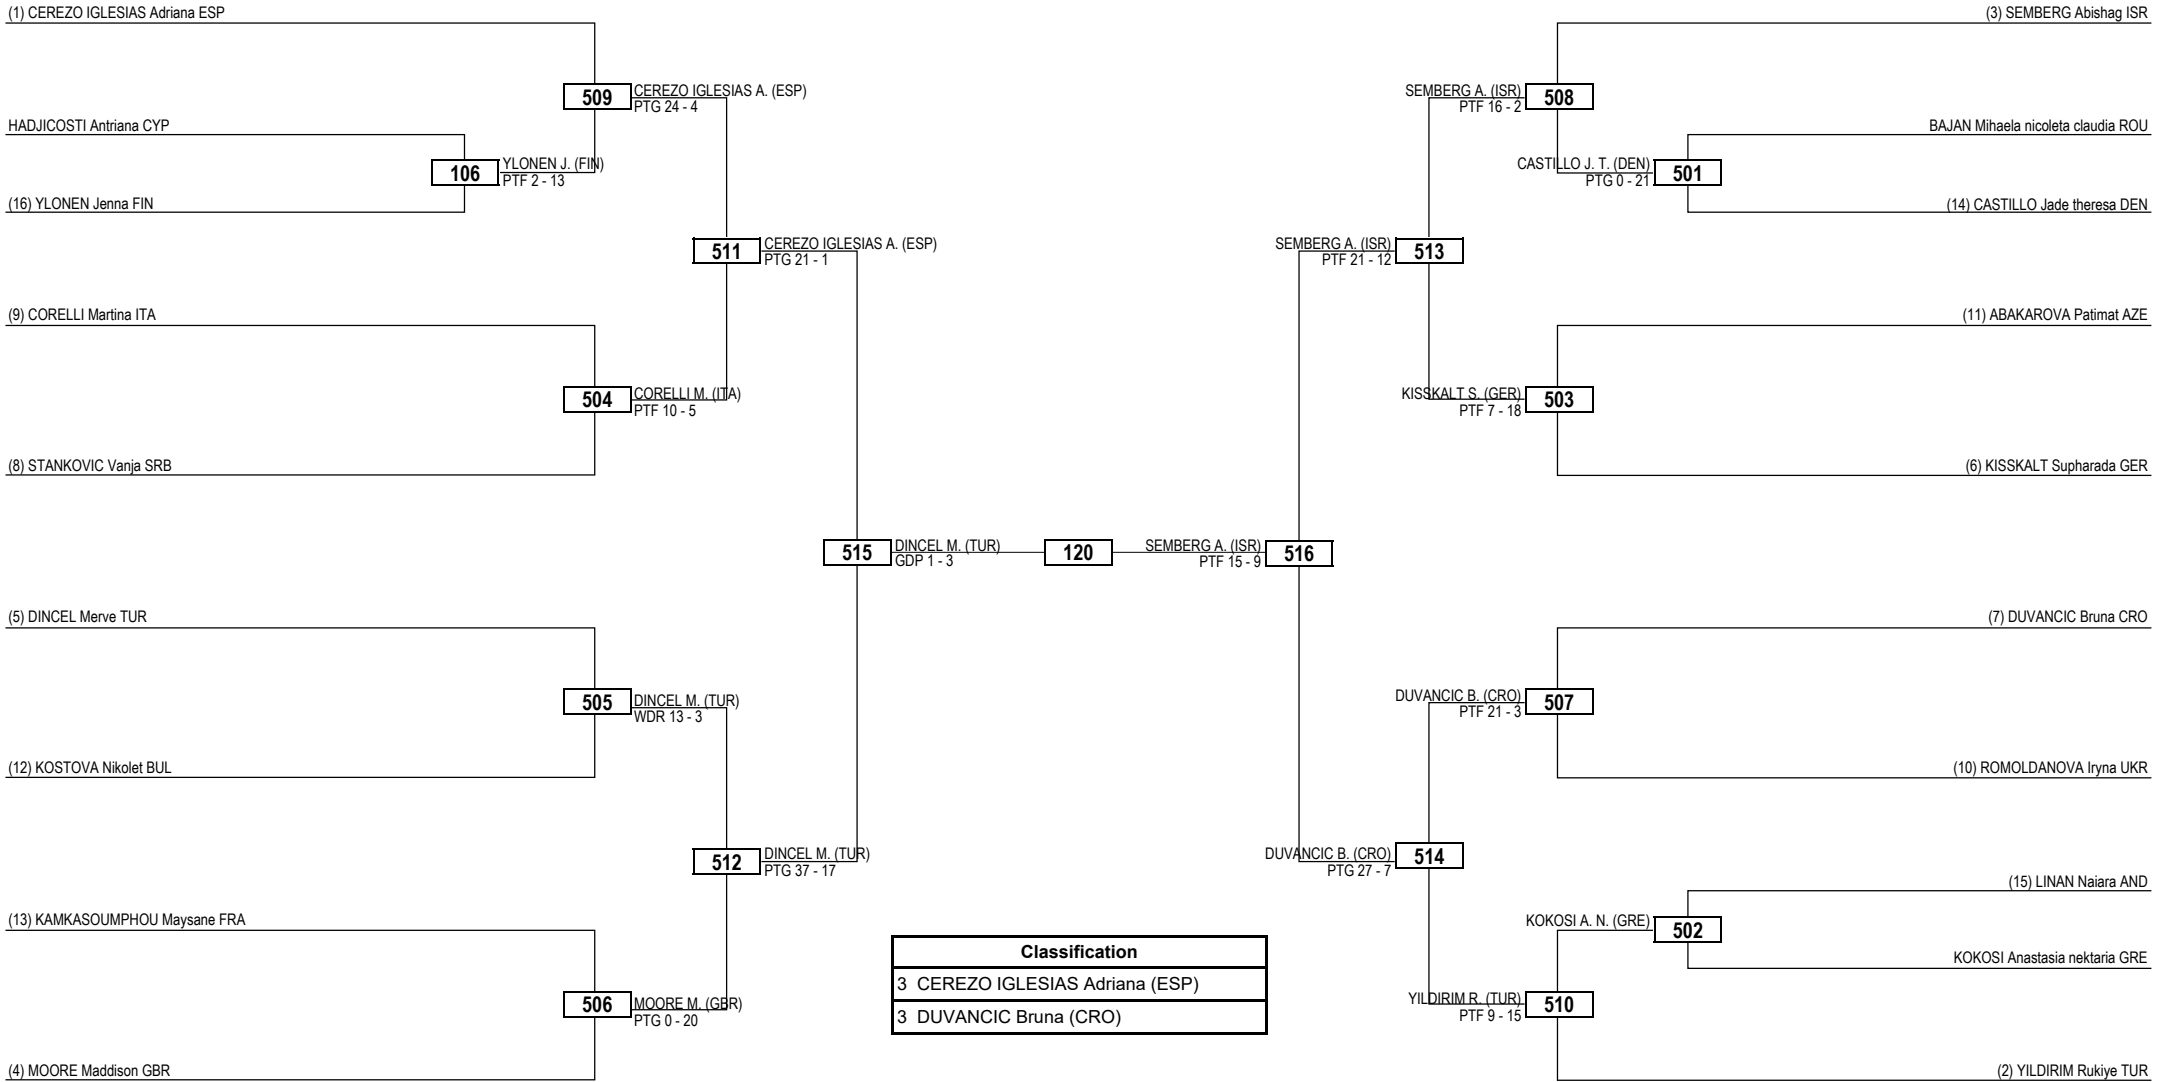 (1) CEREZO IGLESIAS Adriana ESP
509
CEREZO IGLESIAS A. (ESP)
PTG 24 - 4
HADJICOSTI Antriana CYP
106
YLONEN J. (FIN)
PTF 2 - 13
(16) YLONEN Jenna FIN
511
CEREZO IGLESIAS A. (ESP)
PTG 21 - 1
(9) CORELLI Martina ITA
504
CORELLI M. (ITA)
PTF 10 - 5
(8) STANKOVIC Vanja SRB
515
DINCEL M. (TUR)
GDP 1 - 3
(5) DINCEL Merve TUR
505
DINCEL M. (TUR)
WDR 13 - 3
(12) KOSTOVA Nikolet BUL
512
DINCEL M. (TUR)
PTG 37 - 17
(13) KAMKASOUMPHOU Maysane FRA
506
MOORE M. (GBR)
PTG 0 - 20
(4) MOORE Maddison GBR
120
(3) SEMBERG Abishag ISR
SEMBERG A. (ISR)
PTF 16 - 2
508
BAJAN Mihaela nicoleta claudia ROU
CASTILLO J. T. (DEN)
PTG 0 - 21
501
(14) CASTILLO Jade theresa DEN
SEMBERG A. (ISR)
PTF 21 - 12
513
(11) ABAKAROVA Patimat AZE
KISSKALT S. (GER)
PTF 7 - 18
503
(6) KISSKALT Supharada GER
SEMBERG A. (ISR)
PTF 15 - 9
516
(7) DUVANCIC Bruna CRO
DUVANCIC B. (CRO)
PTF 21 - 3
507
(10) ROMOLDANOVA Iryna UKR
DUVANCIC B. (CRO)
PTG 27 - 7
514
(15) LINAN Naiara AND
KOKOSI A. N. (GRE)
502
KOKOSI Anastasia nektaria GRE
YILDIRIM R. (TUR)
PTF 9 - 15
510
(2) YILDIRIM Rukiye TUR
Classification
3 CEREZO IGLESIAS Adriana (ESP)
3 DUVANCIC Bruna (CRO)